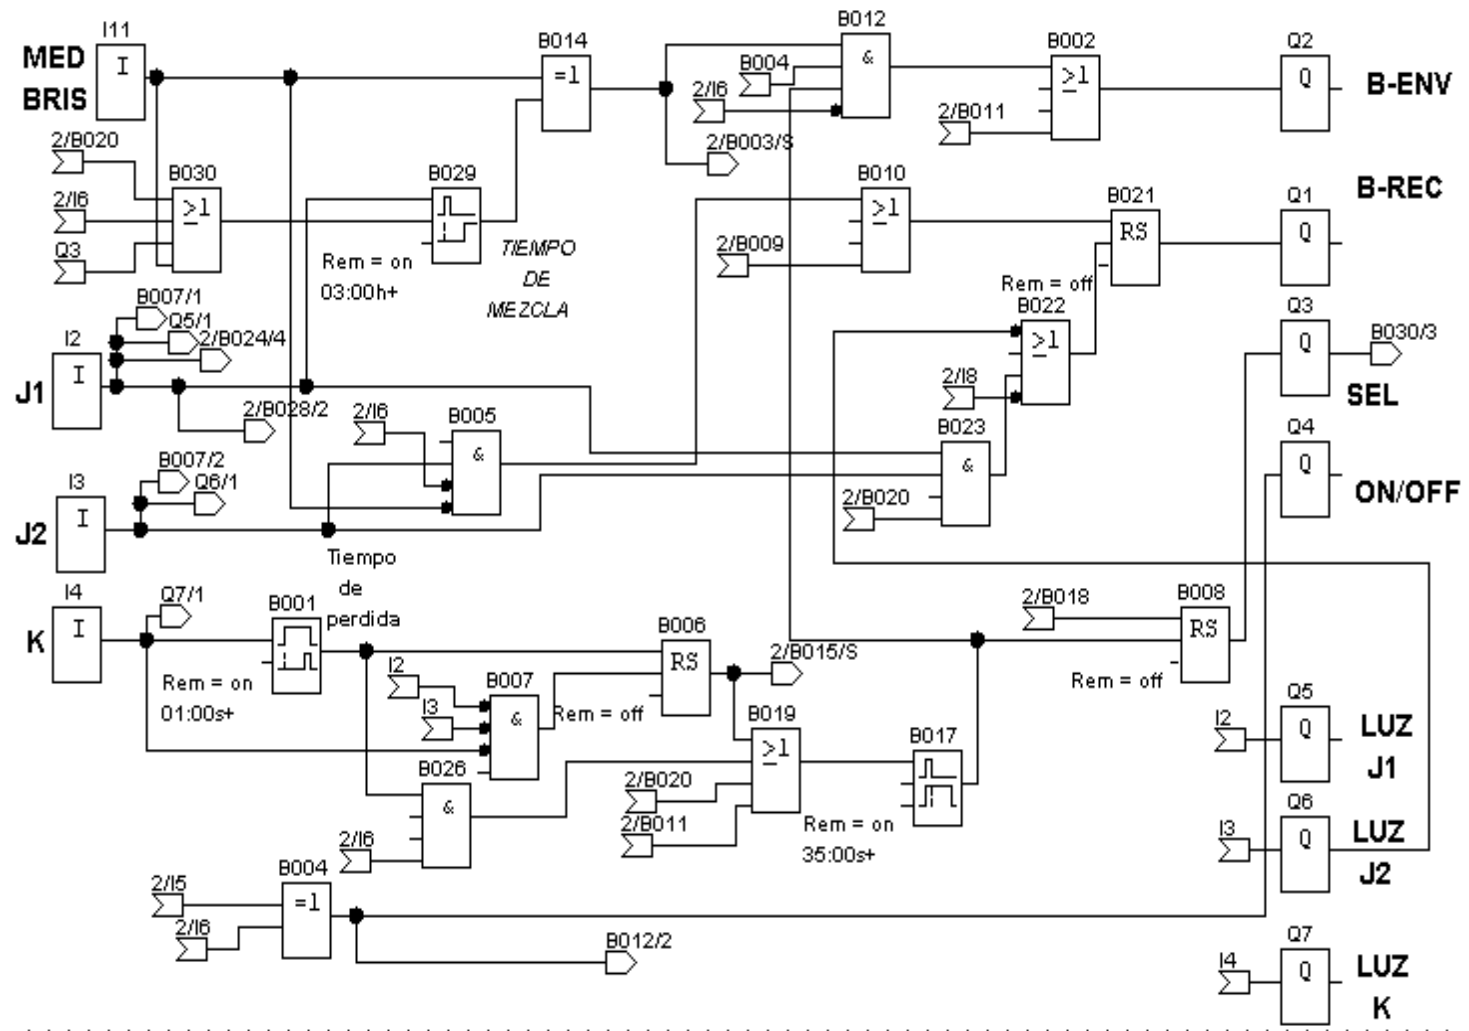 I11
MED
BRIS
I
B014
=1
B012
&
B004
2/I6
B002
>1
2/B011
Q2
Q
B-ENV
2/B003/S
2/B020
B030
>1
2/I6
Q3
B029
Rem = on
03:00h+
TIEMPO
DE
MEZCLA
B010
>1
2/B009
B021
RS
Rem = off
Q1
Q
B-REC
B007/1
Q5/1
2/B024/4
I2
I
J1
2/B028/2
2/I6
B005
&
B022
>1
2/I8
B023
&
2/B020
Q3
Q
B030/3
SEL
Q4
Q
ON/OFF
B007/2
Q6/1
I3
I
J2
Tiempo
de
perdida
I4
I
K
Q7/1
B001
Rem = on
01:00s+
B006
RS
Rem = off
2/B015/S
I2
I3
B007
&
B019
>1
2/B020
2/B011
B017
Rem = on
35:00s+
2/B018
B008
RS
Rem = off
B026
&
2/I6
Q5
I2
Q
LUZ
J1
Q6
I3
Q
LUZ
J2
2/I5
2/I6
B004
=1
B012/2
Q7
I4
Q
LUZ
K